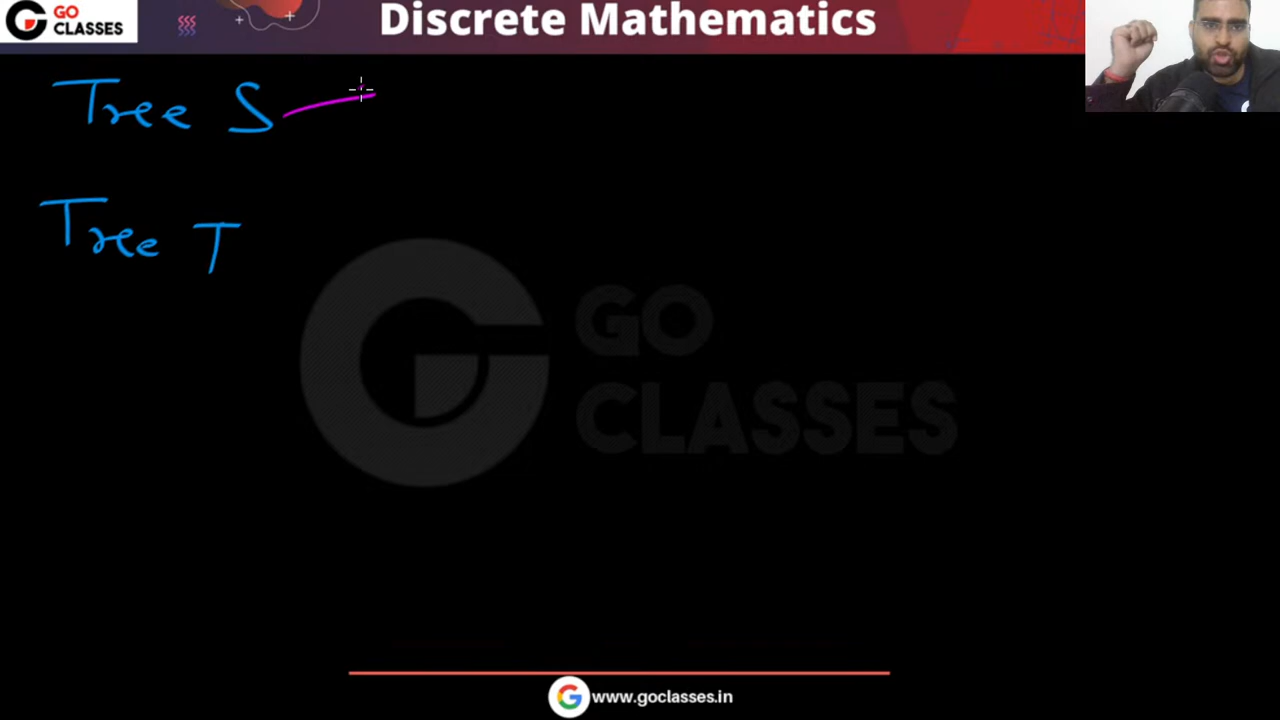 GO CLASSES
Discrete Mathematics
Tree S
Tree T
GO
CLASSES
www.goclasses.in